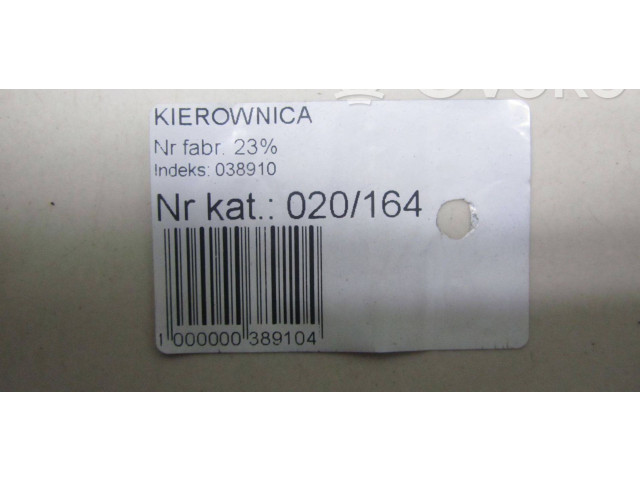 KIEROWNICA
Nr fabr. 23%
Indeks: 038910
Nr kat.: 020/164
1 000000 389104